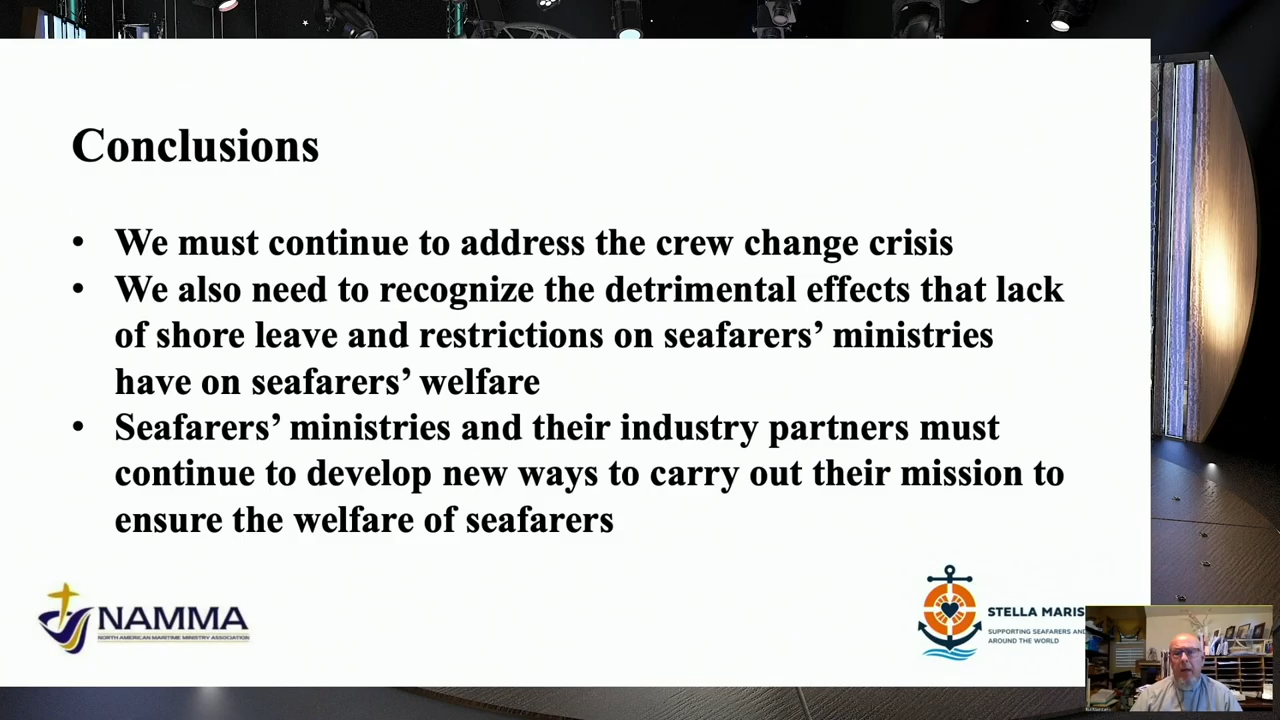 Conclusions
• We must continue to address the crew change crisis
• We also need to recognize the detrimental effects that lack
of shore leave and restrictions on seafarers’ ministries
have on seafarers’ welfare
• Seafarers’ ministries and their industry partners must
continue to develop new ways to carry out their mission to
ensure the welfare of seafarers
NAMMA
NORTH AMERICAN MARITIME MINISTRY ASSOCIATION
STELLA MARIS
SUPPORTING SEAFARERS AND
AROUND THE WORLD